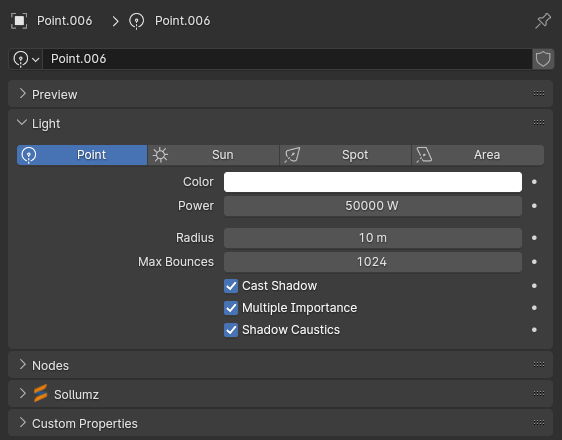 Point.006 Point.006
Point.006
Preview
Light
Point Sun Spot Area
Color
Power 50000 W
Radius 10 m
Max Bounces 1024
Cast Shadow
Multiple Importance
Shadow Caustics
Nodes
Sollumz
Custom Properties